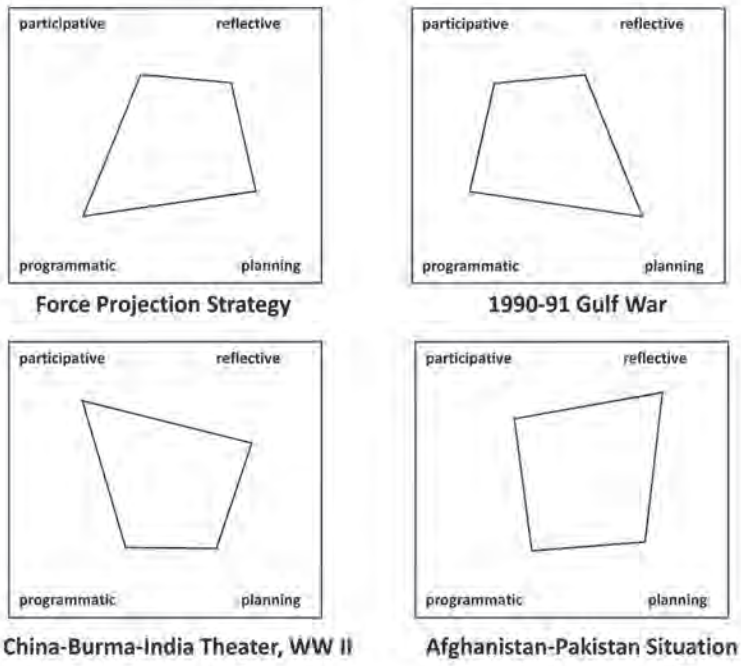 participative reflective
programmatic planning
Force Projection Strategy
participative reflective
programmatic planning
1990-91 Gulf War
participative reflective
programmatic planning
China-Burma-India Theater, WW II
participative reflective
programmatic planning
Afghanistan-Pakistan Situation